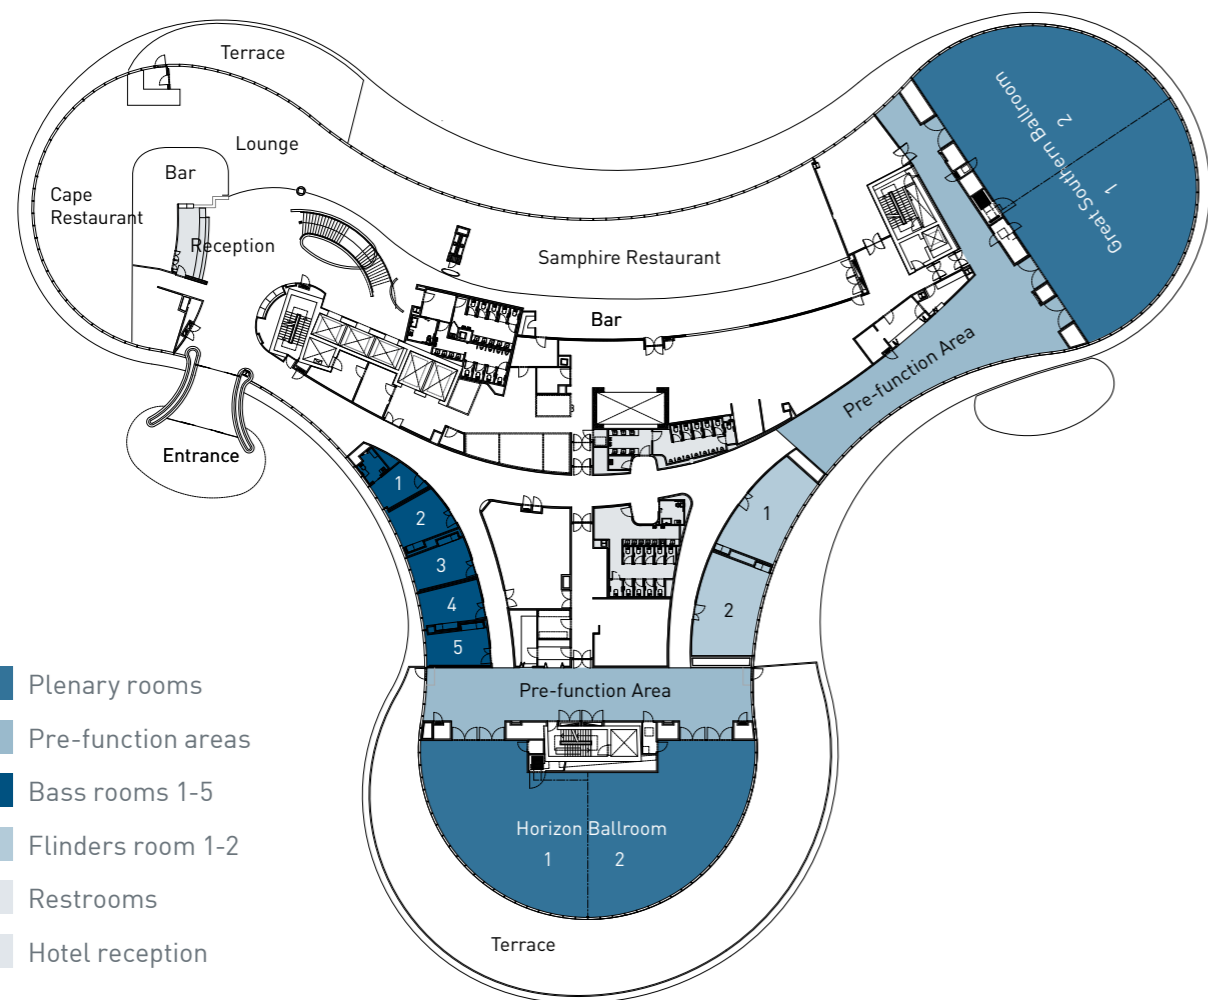 Terrace
Lounge
Bar
Cape
Restaurant
Reception
Samphire Restaurant
Bar
Great Southern Ballroom
2
1
Pre-function Area
Entrance
1
2
3
4
5
1
2
Pre-function Area
Horizon Ballroom
1 2
Terrace
Plenary rooms
Pre-function areas
Bass rooms 1-5
Flinders room 1-2
Restrooms
Hotel reception